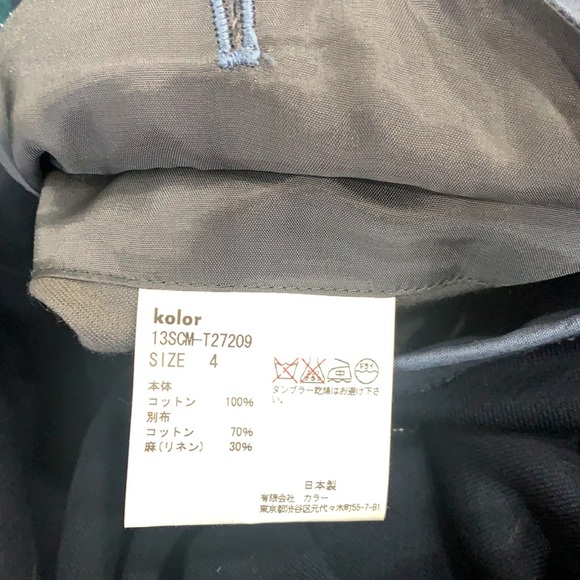 kolor
13SCM-T27209
SIZE 4
本体
コットン 100%
別布
コットン 70%
麻(リネン) 30%
ドライ
タンブラー乾燥はお避け下さ
い。
日本製
有限会社 カラー
東京都渋谷区元代々木町55-7-B1